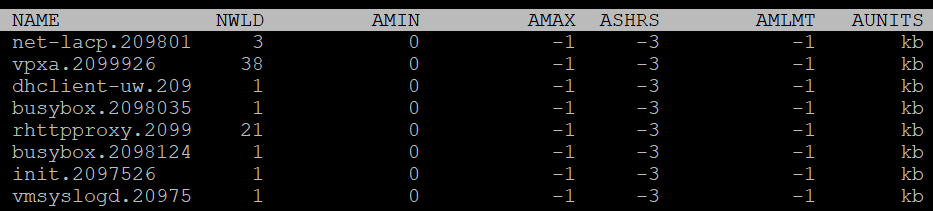 NAME NWLD AMIN AMAX ASHRS AMLMT AUNITS
net-lacp.209801 3 0 -1 -3 -1 kb
vpxa.2099926 38 0 -1 -3 -1 kb
dhclient-uw.209 1 0 -1 -3 -1 kb
busybox.2098035 1 0 -1 -3 -1 kb
rhttpproxy.2099 21 0 -1 -3 -1 kb
busybox.2098124 1 0 -1 -3 -1 kb
init.2097526 1 0 -1 -3 -1 kb
vmsyslogd.20975 1 0 -1 -3 -1 kb